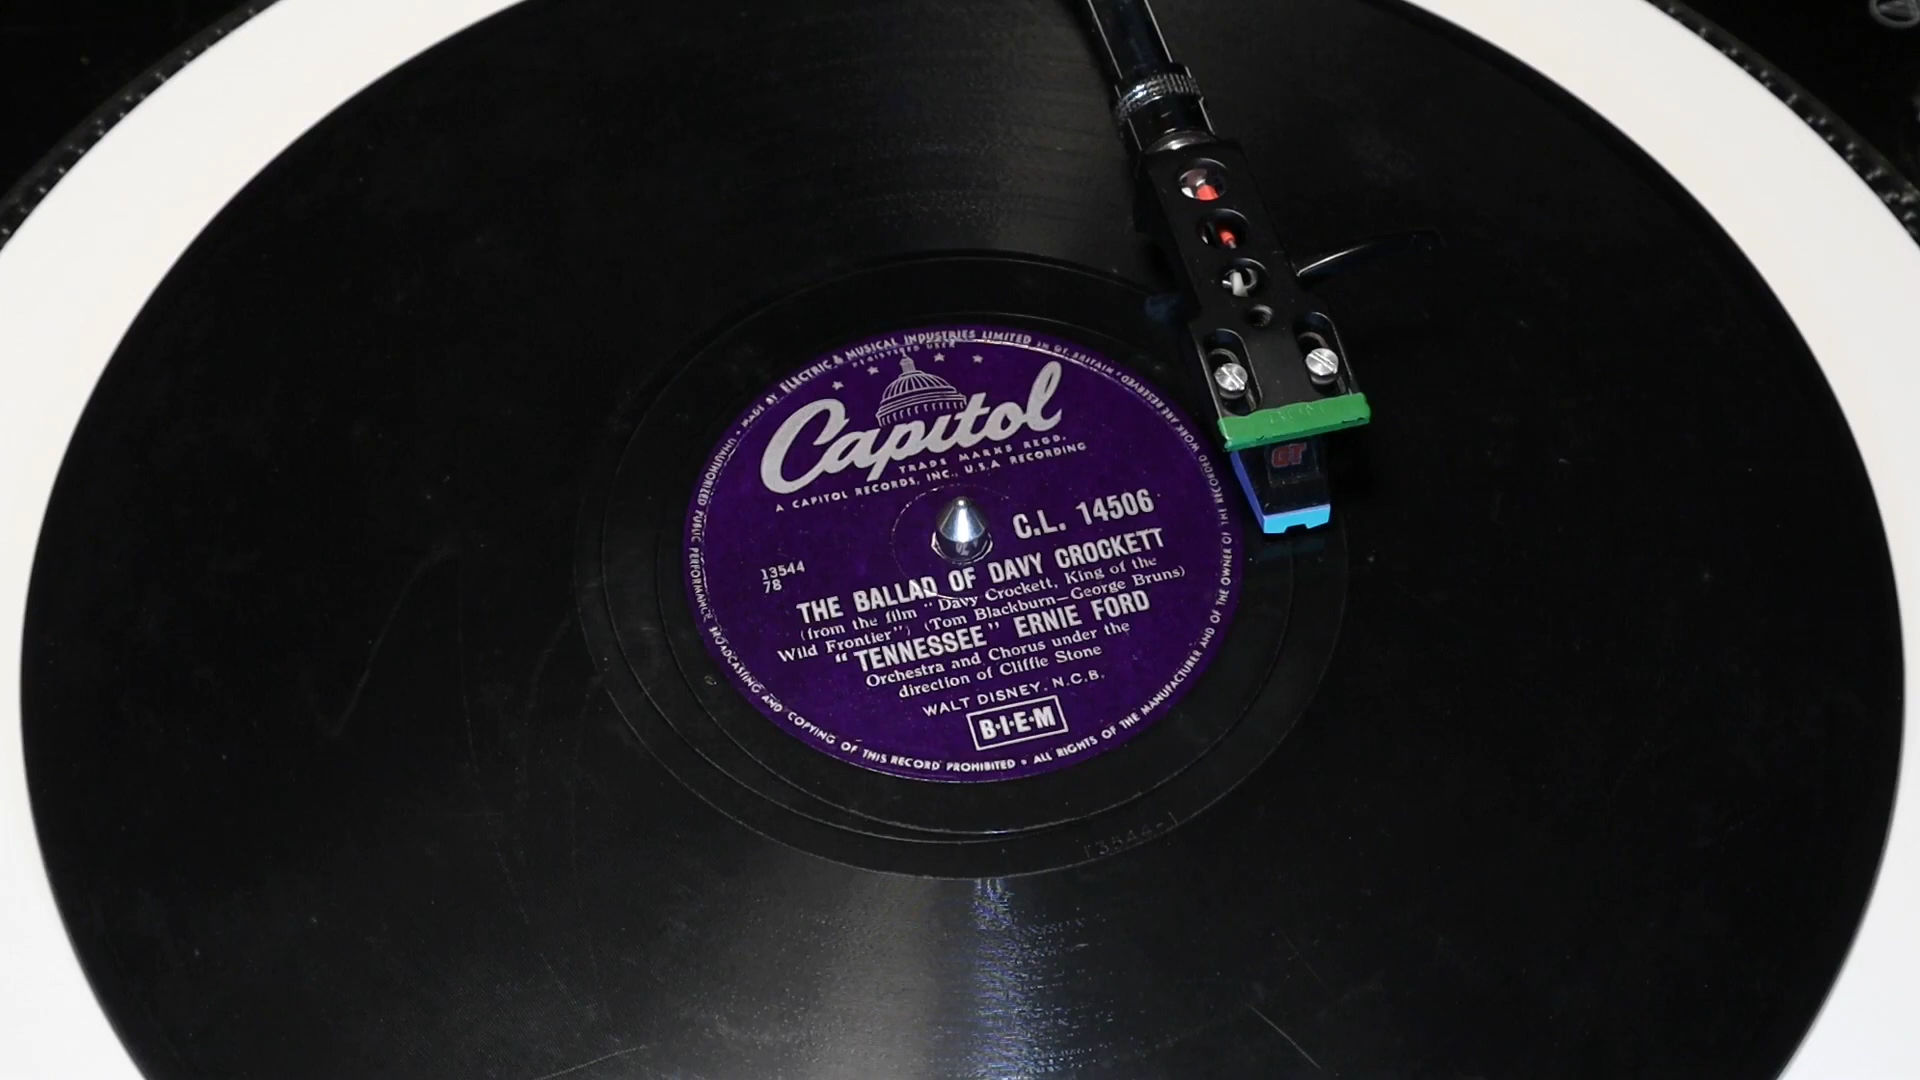 MADE BY ELECTRIC & MUSICAL INDUSTRIES LIMITED IN GT. BRITAIN
REGISTERED USER
Capitol
TRADE MARKS REGD.
A CAPITOL RECORDS, INC., U.S.A RECORDING
C.L. 14506
13544
78
THE BALLAD OF DAVY CROCKETT
(from the film "Davy Crockett, King of the
Wild Frontier") (Tom Blackburn—George Bruns)
"TENNESSEE" ERNIE FORD
Orchestra and Chorus under the
direction of Cliffie Stone
WALT DISNEY, N.C.B.
B·I·E·M
ALL RIGHTS OF THE MANUFACTURER AND OF THE OWNER OF THE RECORDED WORK ARE RESERVED • UNAUTHORIZED PUBLIC PERFORMANCE BROADCASTING AND COPYING OF THIS RECORD PROHIBITED •
GT
13544-1